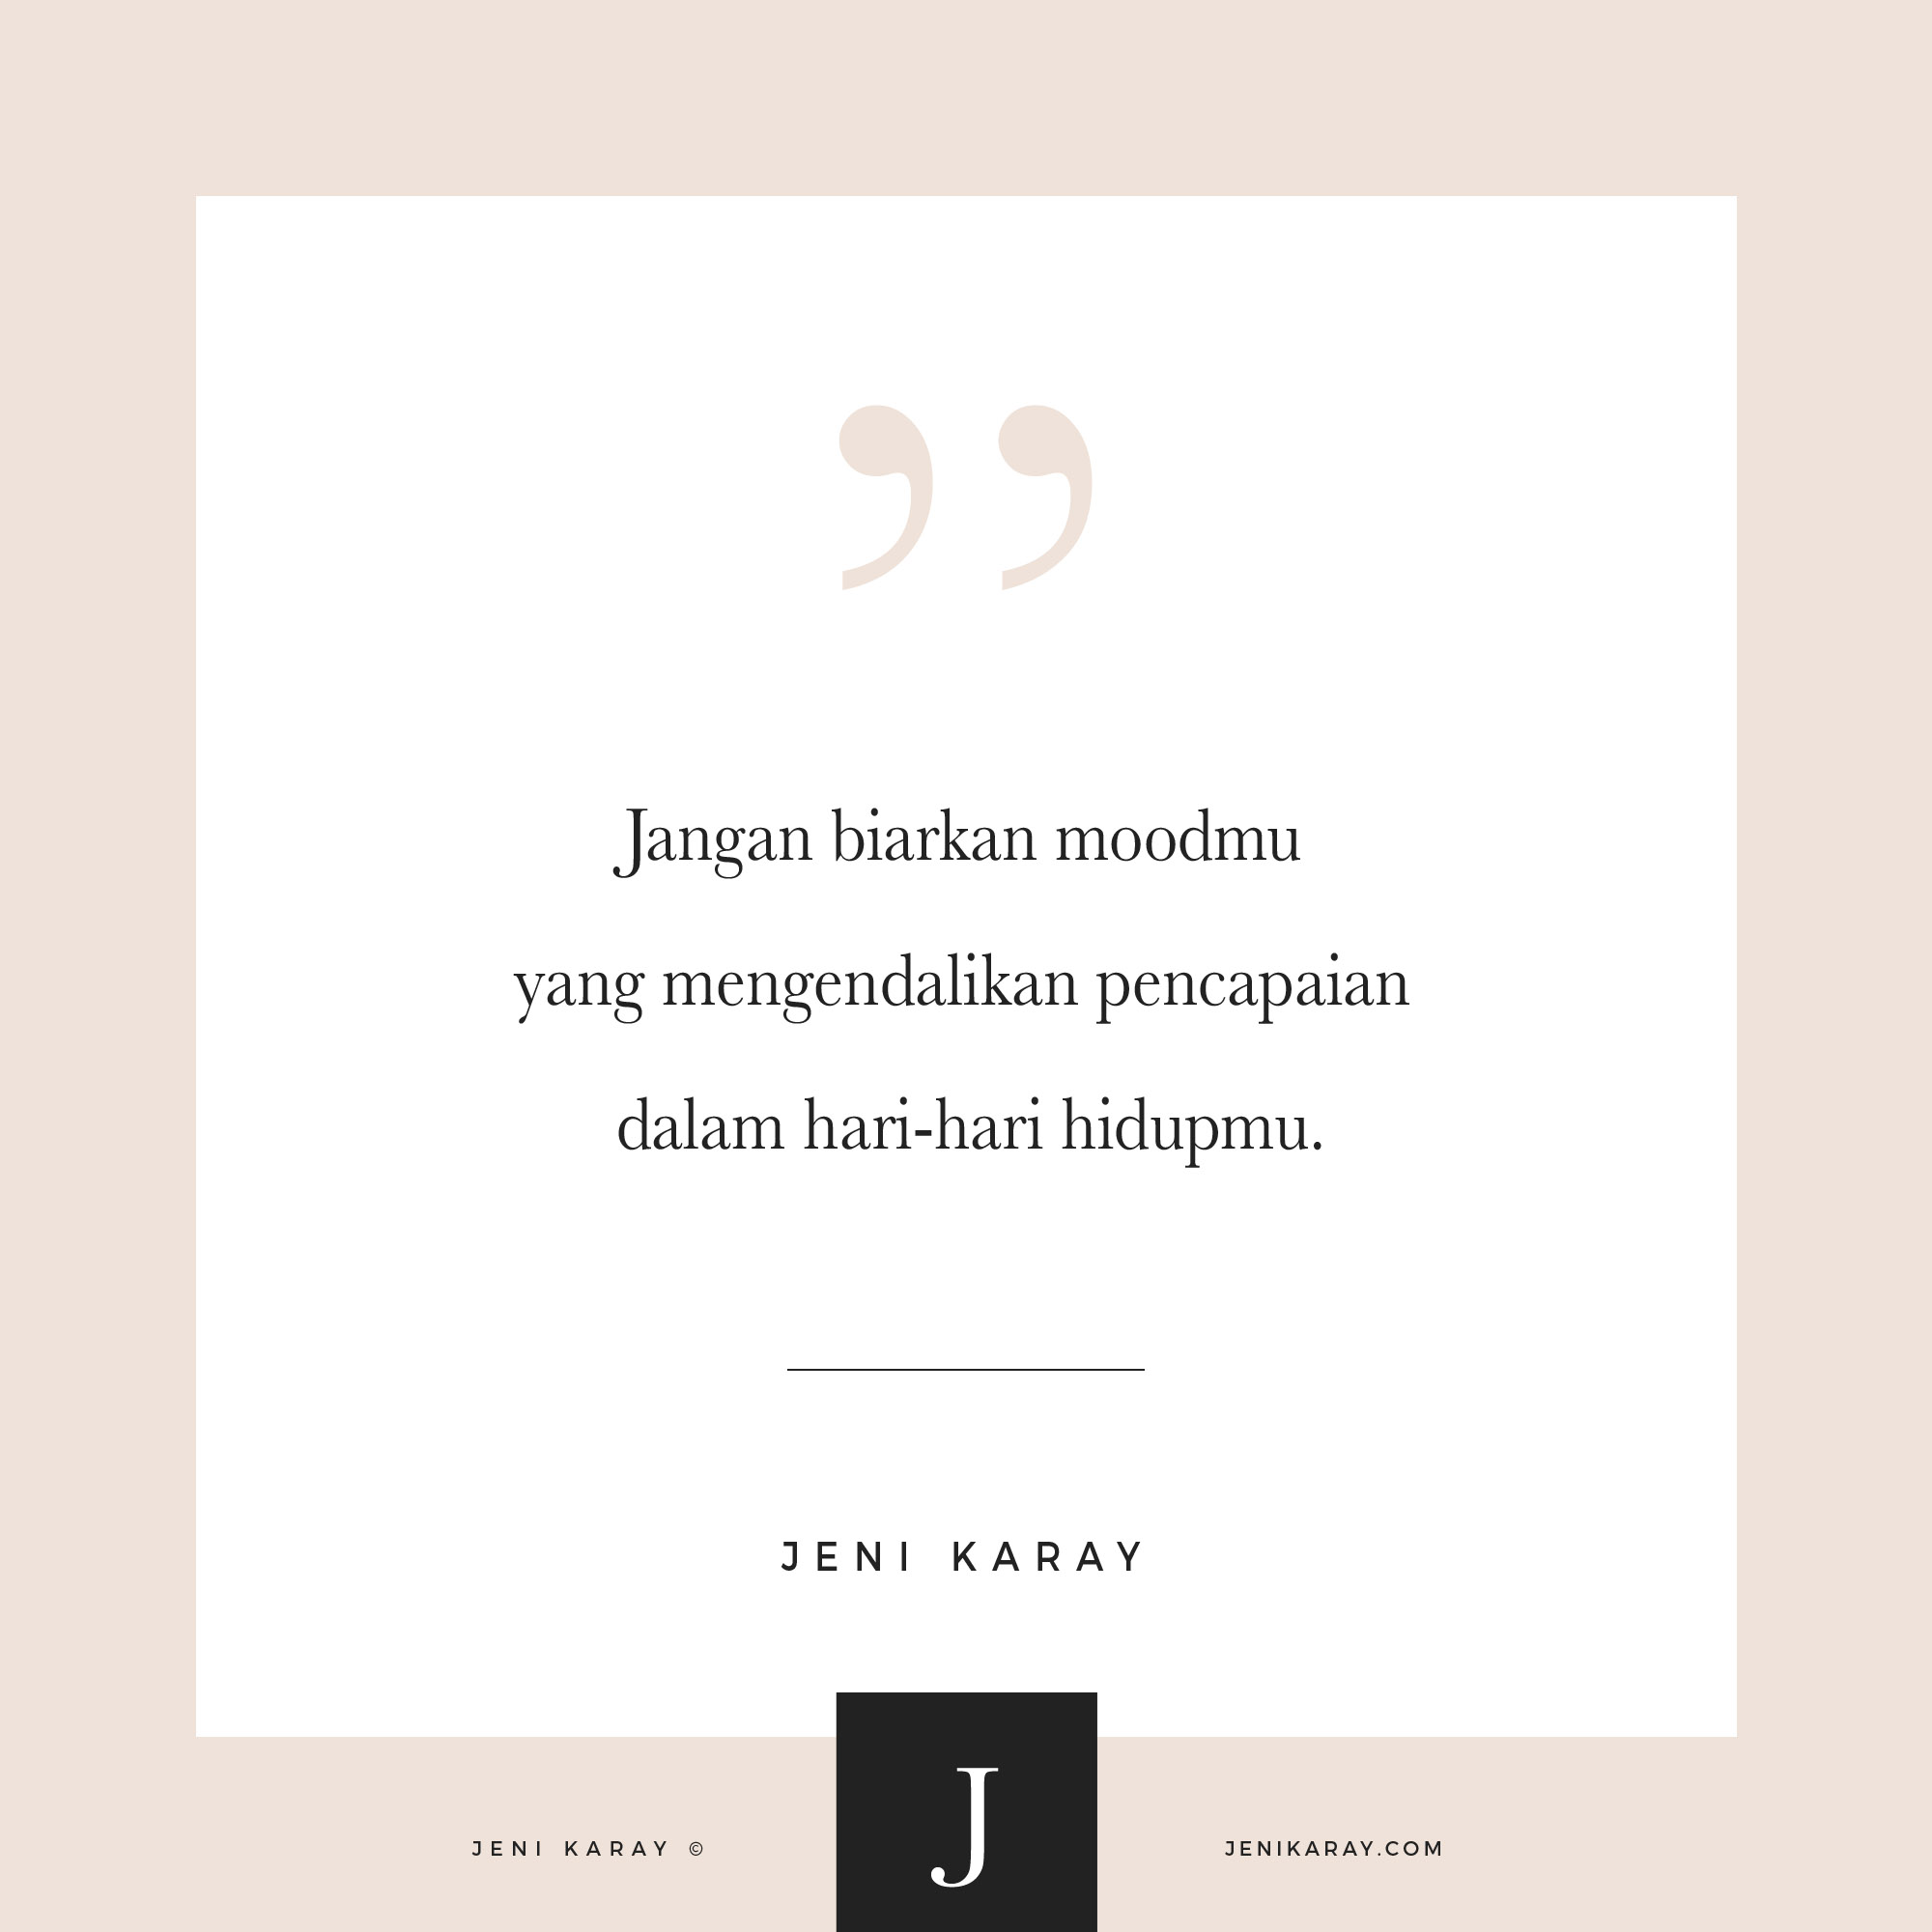 ”
Jangan biarkan moodmu
yang mengendalikan pencapaian
dalam hari-hari hidupmu.
JENI KARAY
J
JENI KARAY ©
JENIKARAY.COM